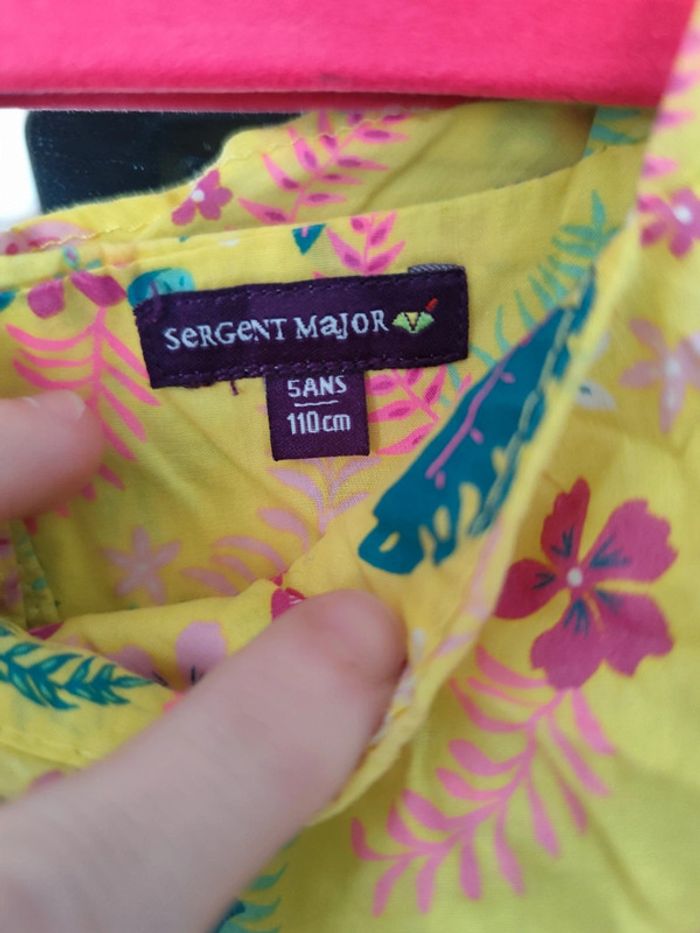 SeRGeNT MaJOR
5ANS
110cm